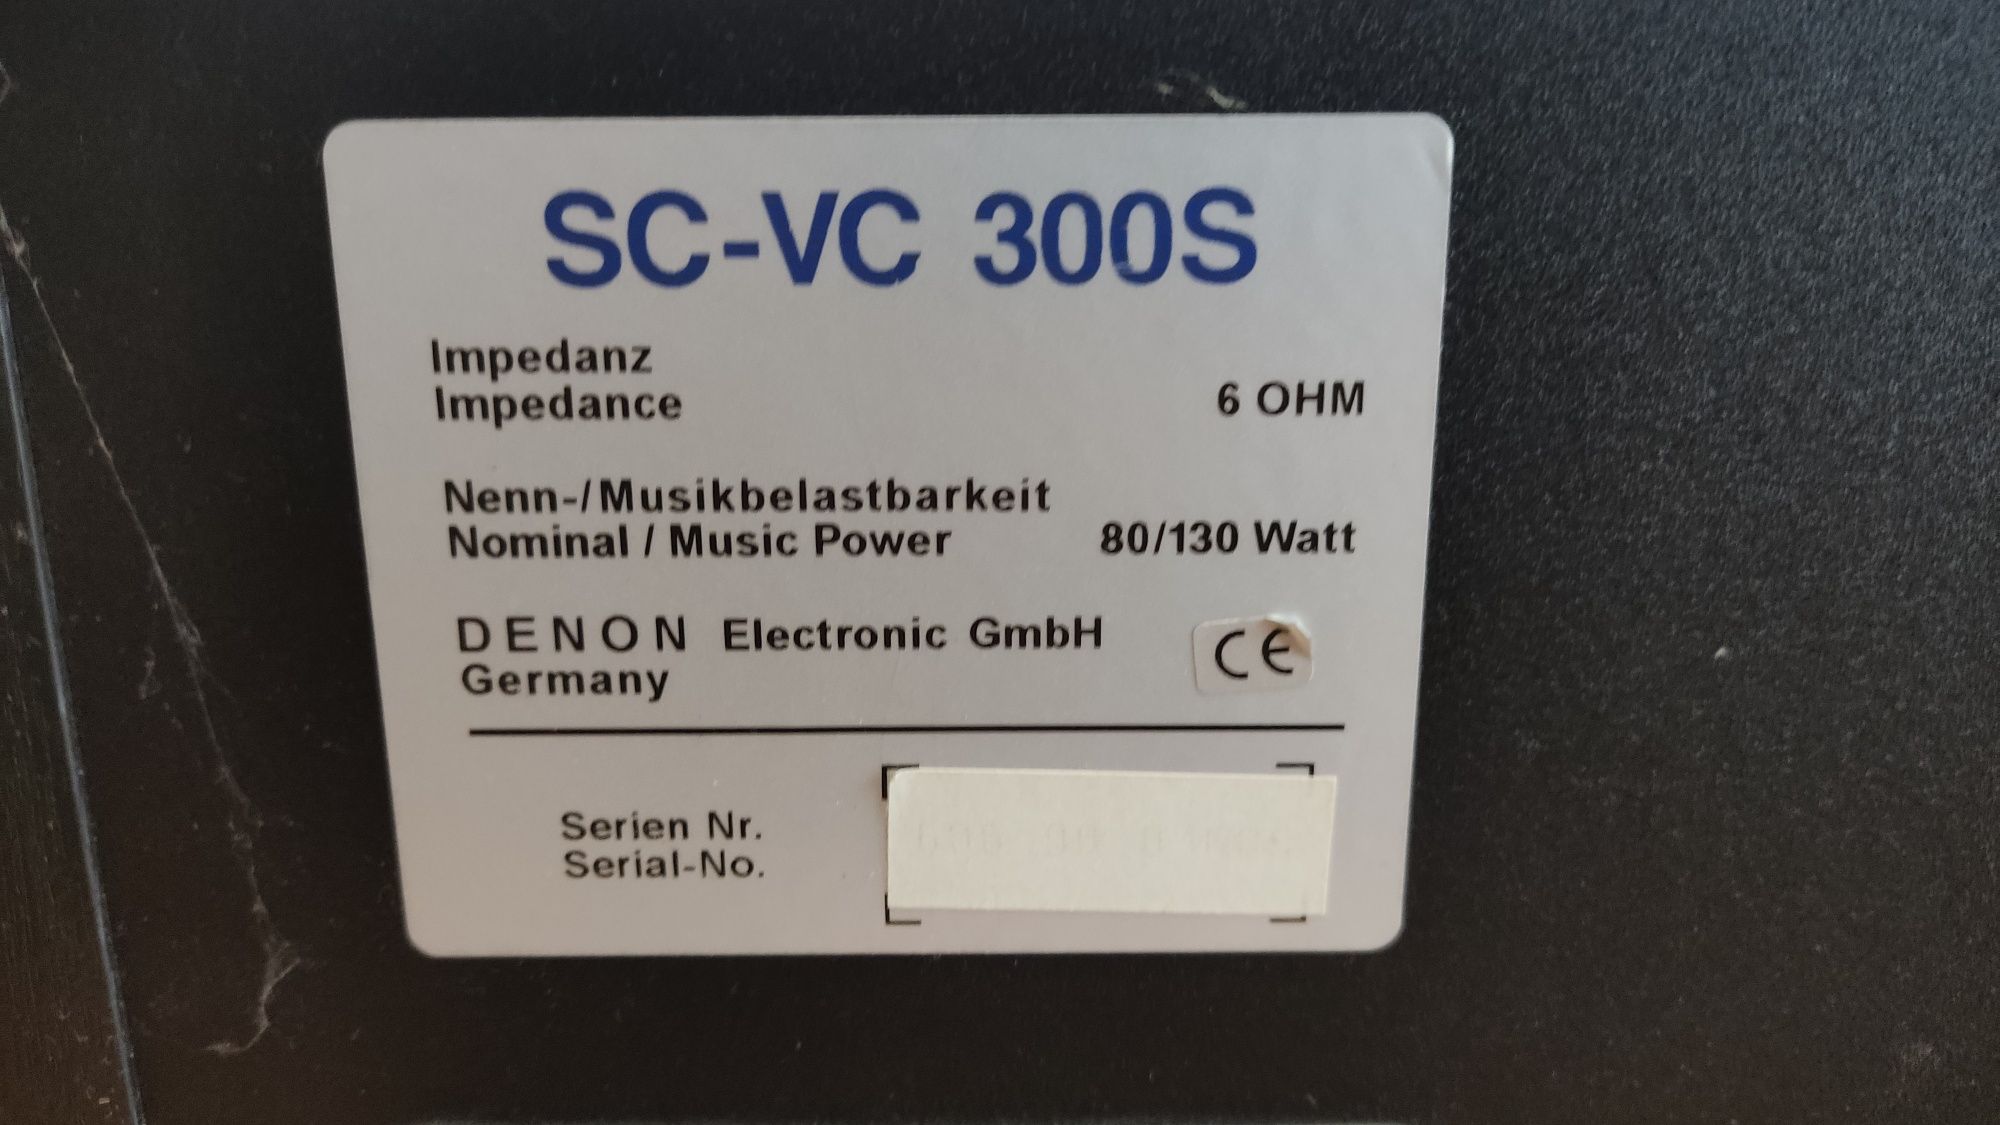 SC-VC 300S
Impedanz
Impedance 6 OHM
Nenn-/Musikbelastbarkeit
Nominal / Music Power 80/130 Watt
DENON Electronic GmbH
Germany
CE
Serien Nr.
Serial-No.